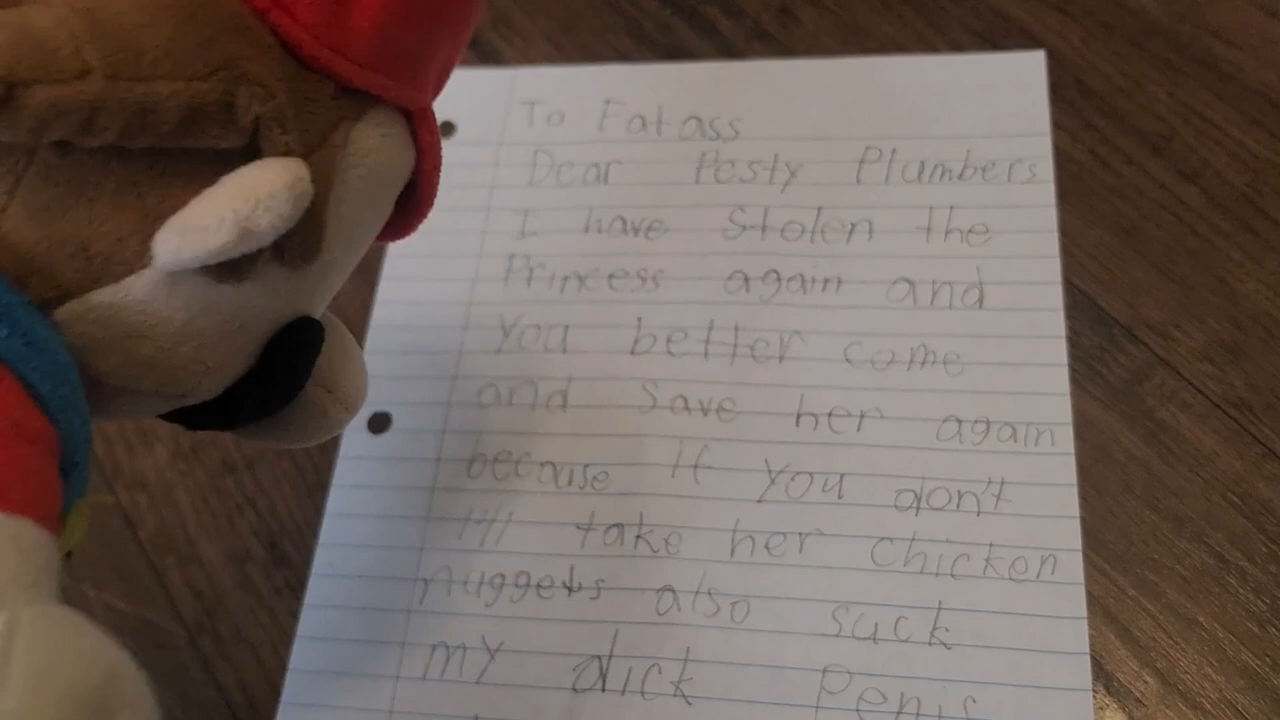 To Fatass
Dear Pesty Plumbers
I have Stolen the
Princess again and
you better come
and save her again
because If you don't
I'll take her chicken
nuggets also suck
my dick Penis